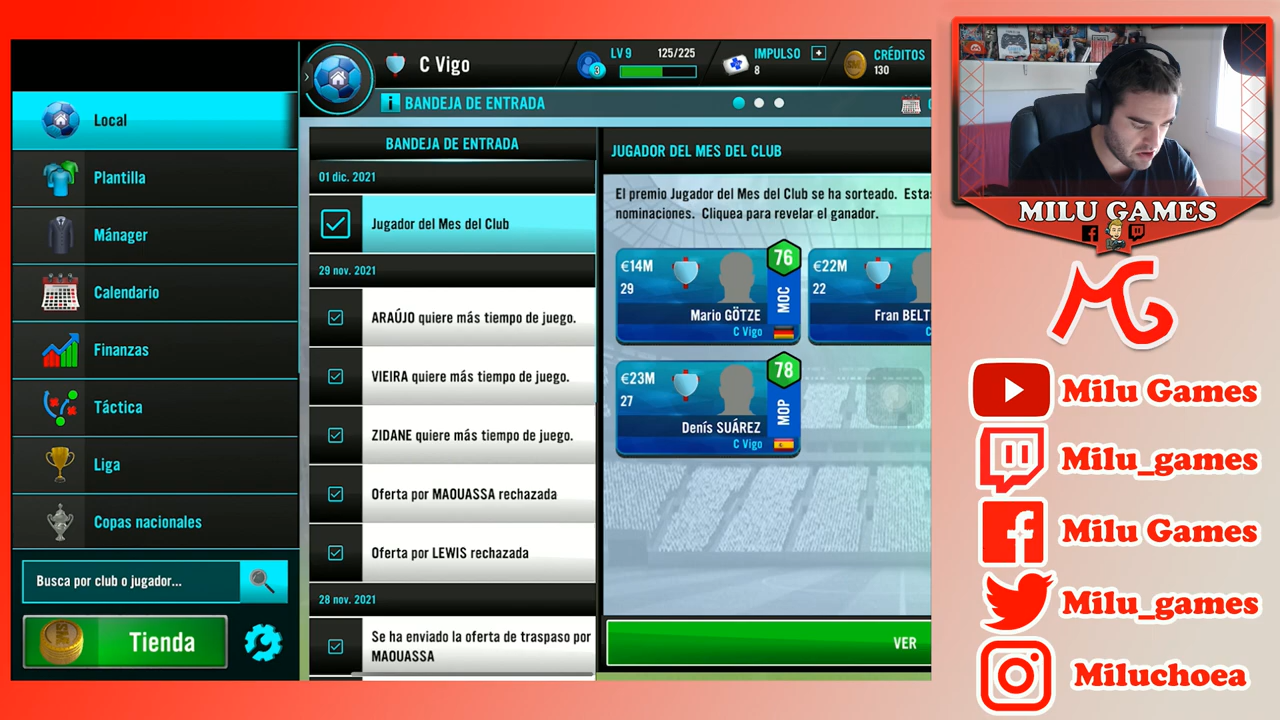 Local
Plantilla
Mánager
Calendario
Finanzas
Táctica
Liga
Copas nacionales
Busca por club o jugador...
Tienda
C Vigo
3
LV 9
125/225
IMPULSO
8
CRÉDITOS
130
BANDEJA DE ENTRADA
BANDEJA DE ENTRADA
01 dic. 2021
Jugador del Mes del Club
29 nov. 2021
ARAÚJO quiere más tiempo de juego.
VIEIRA quiere más tiempo de juego.
ZIDANE quiere más tiempo de juego.
Oferta por MAOUASSA rechazada
Oferta por LEWIS rechazada
28 nov. 2021
Se ha enviado la oferta de traspaso por
MAOUASSA
JUGADOR DEL MES DEL CLUB
El premio Jugador del Mes del Club se ha sorteado. Estas
nominaciones. Cliquea para revelar el ganador.
€14M
29
76
MOC
Mario GÖTZE
C Vigo
€22M
22
Fran BELT
C
€23M
27
78
MOP
Denís SUÁREZ
C Vigo
VER
MILU GAMES
Milu Games
Milu_games
Milu Games
Milu_games
Miluchoea